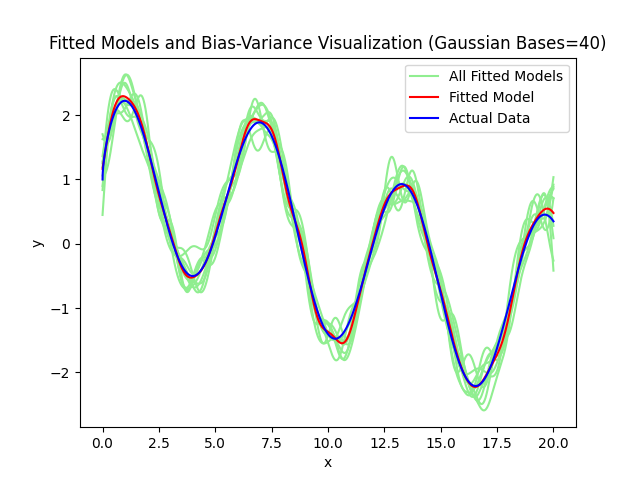 Fitted Models and Bias-Variance Visualization (Gaussian Bases=40)
All Fitted Models
Fitted Model
Actual Data
y
2
1
0
−1
−2
0.0 2.5 5.0 7.5 10.0 12.5 15.0 17.5 20.0
x